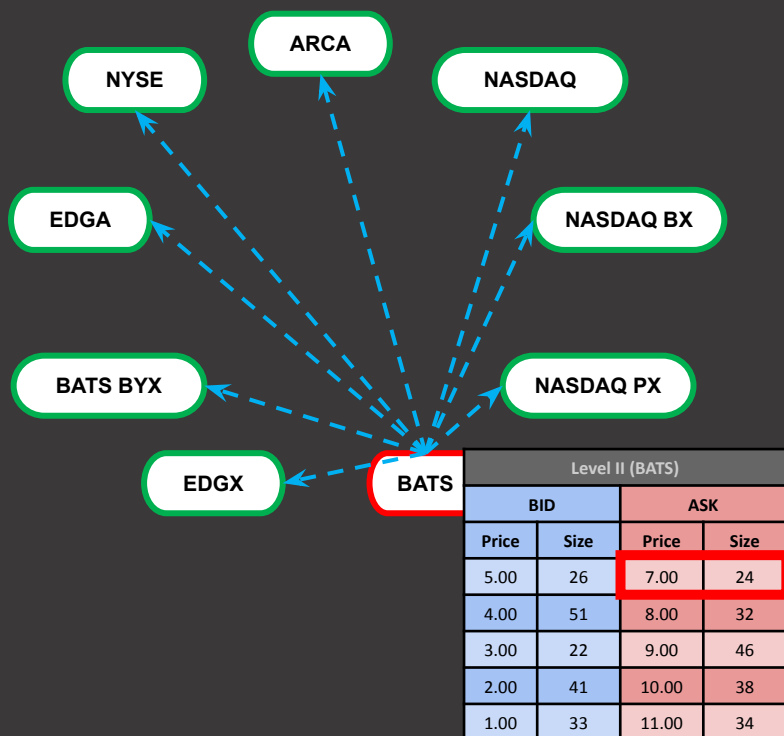 ARCA
NYSE
NASDAQ
EDGA
NASDAQ BX
BATS BYX
NASDAQ PX
EDGX
BATS
Level II (BATS)
BID ASK
Price Size Price Size
5.00 26 7.00 24
4.00 51 8.00 32
3.00 22 9.00 46
2.00 41 10.00 38
1.00 33 11.00 34